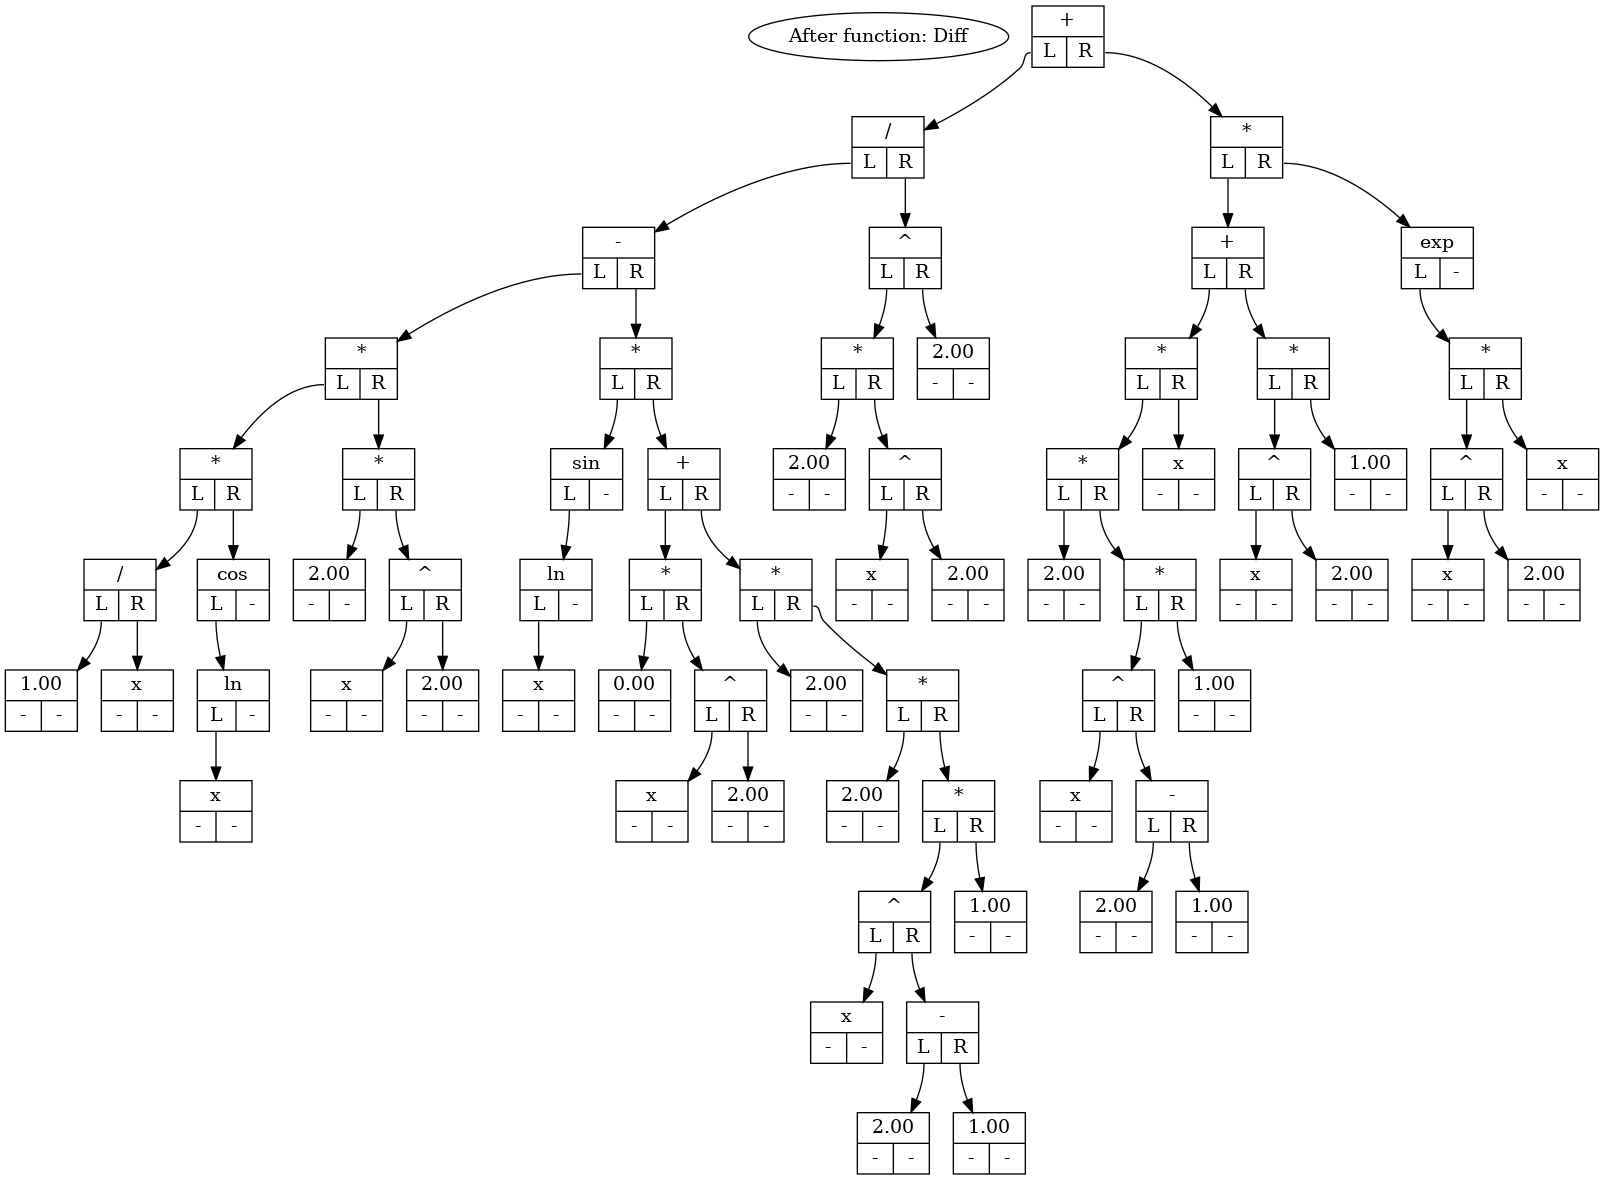 After function: Diff
+
L R
/
L R
*
L R
-
L R
^
L R
+
L R
exp
L -
*
L R
*
L R
*
L R
2.00
- -
*
L R
*
L R
*
L R
*
L R
*
L R
sin
L -
+
L R
2.00
- -
^
L R
*
L R
x
- -
^
L R
1.00
- -
^
L R
x
- -
/
L R
cos
L -
2.00
- -
^
L R
ln
L -
*
L R
*
L R
x
- -
2.00
- -
2.00
- -
*
L R
x
- -
2.00
- -
x
- -
2.00
- -
1.00
- -
x
- -
ln
L -
x
- -
2.00
- -
x
- -
0.00
- -
^
L R
2.00
- -
*
L R
^
L R
1.00
- -
x
- -
x
- -
2.00
- -
2.00
- -
*
L R
x
- -
-
L R
^
L R
1.00
- -
2.00
- -
1.00
- -
x
- -
-
L R
2.00
- -
1.00
- -